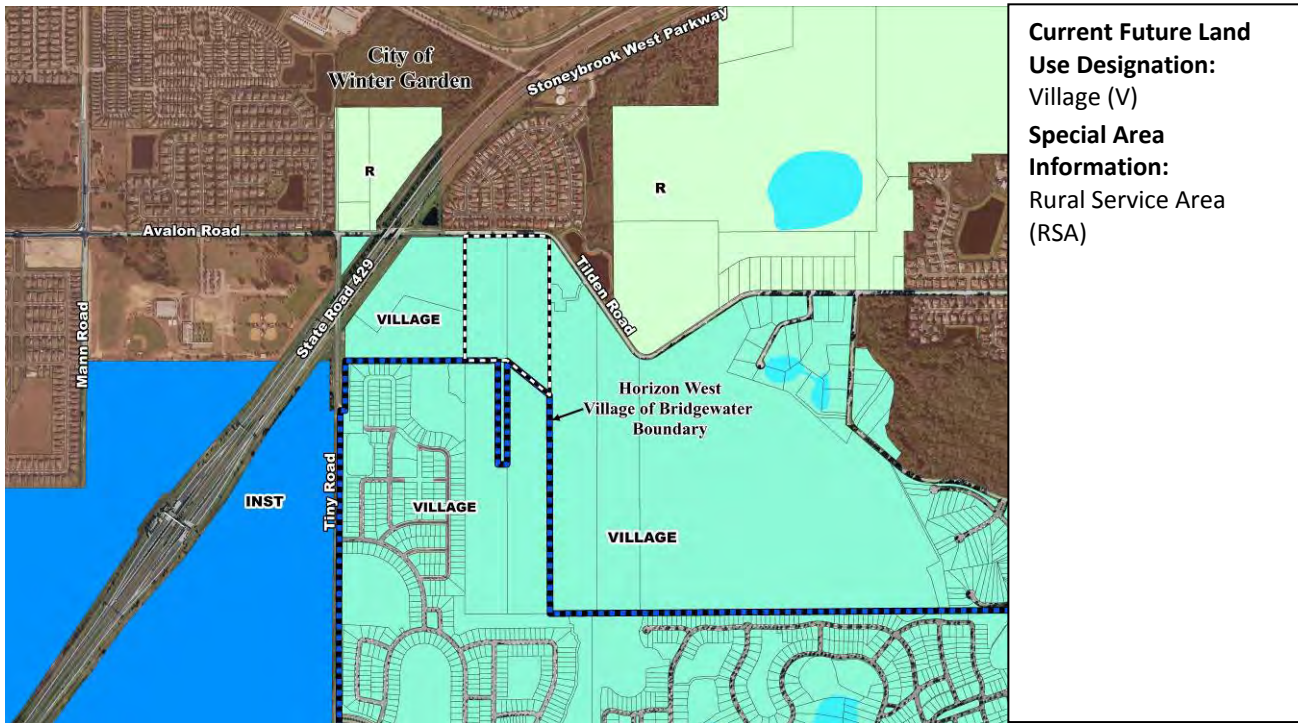 City of
Winter Garden
Stoneybrook West Parkway
R
R
Avalon Road
Mann Road
State Road 429
Tilden Road
VILLAGE
Horizon West
Village of Bridgewater
Boundary
INST
Tiny Road
VILLAGE
VILLAGE
Current Future Land
Use Designation:
Village (V)
Special Area
Information:
Rural Service Area
(RSA)